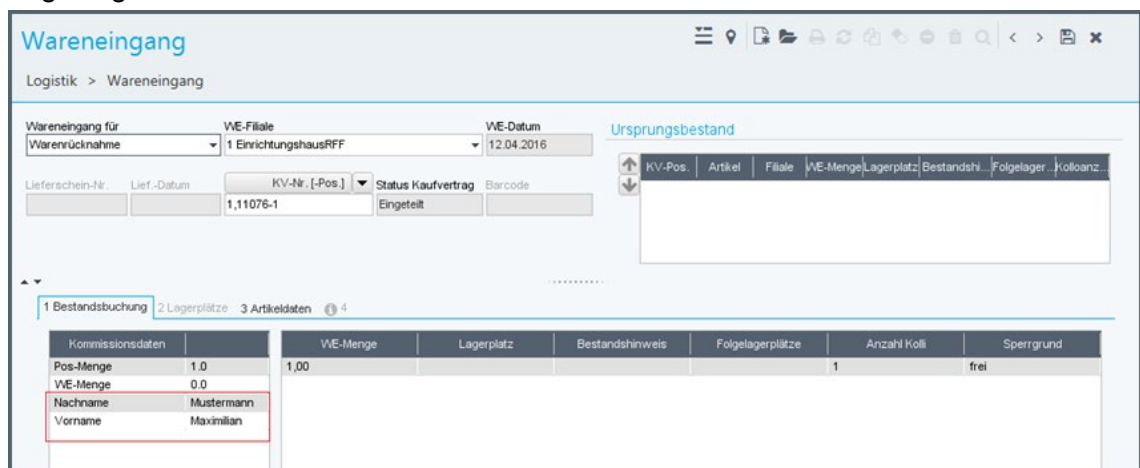 Wareneingang
Logistik > Wareneingang
Wareneingang für WE-Filiale WE-Datum
Warenrücknahme 1 EinrichtungshausRFF 12.04.2016
Ursprungsbestand
KV-Pos. Artikel Filiale WE-Menge Lagerplatz Bestandshi... Folgelager... Kolloanz...
Lieferschein-Nr. Lief.-Datum KV-Nr. [-Pos.] Status Kaufvertrag Barcode
1,11076-1 Eingeteilt
1 Bestandsbuchung 2 Lagerplätze 3 Artikeldaten 4
Kommissionsdaten WE-Menge Lagerplatz Bestandshinweis Folgelagerplätze Anzahl Kolli Sperrgrund
Pos-Menge 1.0 1,00 1 frei
WE-Menge 0.0
Nachname Mustermann
Vorname Maximilian